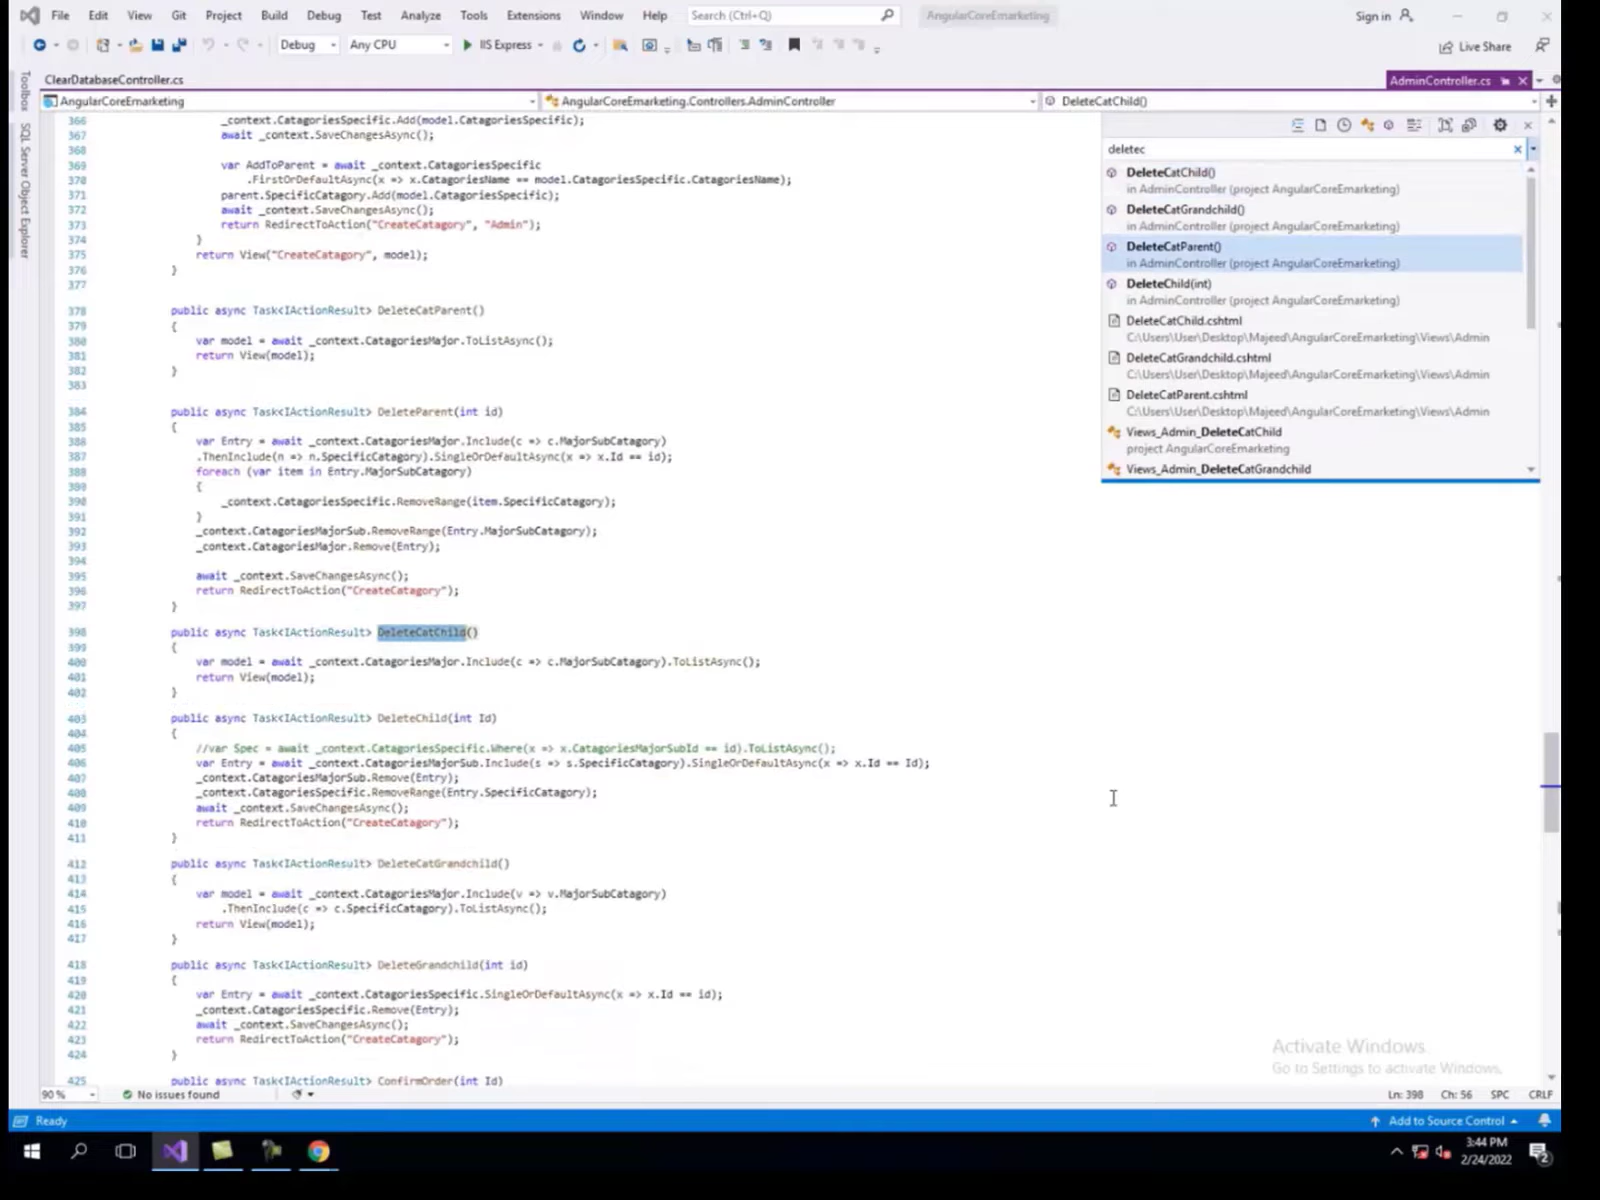 File Edit View Git Project Build Debug Test Analyze Tools Extensions Window Help Search (Ctrl+Q) AngularCoreEmarketing Sign in
Debug Any CPU IIS Express Live Share
ClearDatabaseController.cs AdminController.cs
AngularCoreEmarketing AngularCoreEmarketing.Controllers.AdminController DeleteCatChild()
Toolbox
SQL Server Object Explorer
366 _context.CatagoriesSpecific.Add(model.CatagoriesSpecific);
367 await _context.SaveChangesAsync();
368
369 var AddToParent = await _context.CatagoriesSpecific
370 .FirstOrDefaultAsync(x => x.CatagoriesName == model.CatagoriesSpecific.CatagoriesName);
371 parent.SpecificCatagory.Add(model.CatagoriesSpecific);
372 await _context.SaveChangesAsync();
373 return RedirectToAction("CreateCatagory", "Admin");
374 }
375 return View("CreateCatagory", model);
376 }
377
378 public async Task<IActionResult> DeleteCatParent()
379 {
380 var model = await _context.CatagoriesMajor.ToListAsync();
381 return View(model);
382 }
383
384 public async Task<IActionResult> DeleteParent(int id)
385 {
386 var Entry = await _context.CatagoriesMajor.Include(c => c.MajorSubCatagory)
387 .ThenInclude(n => n.SpecificCatagory).SingleOrDefaultAsync(x => x.Id == id);
388 foreach (var item in Entry.MajorSubCatagory)
389 {
390 _context.CatagoriesSpecific.RemoveRange(item.SpecificCatagory);
391 }
392 _context.CatagoriesMajorSub.RemoveRange(Entry.MajorSubCatagory);
393 _context.CatagoriesMajor.Remove(Entry);
394
395 await _context.SaveChangesAsync();
396 return RedirectToAction("CreateCatagory");
397 }
398 public async Task<IActionResult> DeleteCatChild()
399 {
400 var model = await _context.CatagoriesMajor.Include(c => c.MajorSubCatagory).ToListAsync();
401 return View(model);
402 }
403 public async Task<IActionResult> DeleteChild(int Id)
404 {
405 //var Spec = await _context.CatagoriesSpecific.Where(x => x.CatagoriesMajorSubId == id).ToListAsync();
406 var Entry = await _context.CatagoriesMajorSub.Include(s => s.SpecificCatagory).SingleOrDefaultAsync(x => x.Id == Id);
407 _context.CatagoriesMajorSub.Remove(Entry);
408 _context.CatagoriesSpecific.RemoveRange(Entry.SpecificCatagory);
409 await _context.SaveChangesAsync();
410 return RedirectToAction("CreateCatagory");
411 }
412 public async Task<IActionResult> DeleteCatGrandchild()
413 {
414 var model = await _context.CatagoriesMajor.Include(v => v.MajorSubCatagory)
415 .ThenInclude(c => c.SpecificCatagory).ToListAsync();
416 return View(model);
417 }
418 public async Task<IActionResult> DeleteGrandchild(int id)
419 {
420 var Entry = await _context.CatagoriesSpecific.SingleOrDefaultAsync(x => x.Id == id);
421 _context.CatagoriesSpecific.Remove(Entry);
422 await _context.SaveChangesAsync();
423 return RedirectToAction("CreateCatagory");
424 }
425 public async Task<IActionResult> ConfirmOrder(int Id)
deletec
DeleteCatChild()
in AdminController (project AngularCoreEmarketing)
DeleteCatGrandchild()
in AdminController (project AngularCoreEmarketing)
DeleteCatParent()
in AdminController (project AngularCoreEmarketing)
DeleteChild(int)
in AdminController (project AngularCoreEmarketing)
DeleteCatChild.cshtml
C:\Users\User\Desktop\Majeed\AngularCoreEmarketing\Views\Admin
DeleteCatGrandchild.cshtml
C:\Users\User\Desktop\Majeed\AngularCoreEmarketing\Views\Admin
DeleteCatParent.cshtml
C:\Users\User\Desktop\Majeed\AngularCoreEmarketing\Views\Admin
Views_Admin_DeleteCatChild
project AngularCoreEmarketing
Views_Admin_DeleteCatGrandchild
Activate Windows
Go to Settings to activate Windows.
90 % No issues found Ln: 398 Ch: 56 SPC CRLF
Ready Add to Source Control
3:44 PM
2/24/2022
2